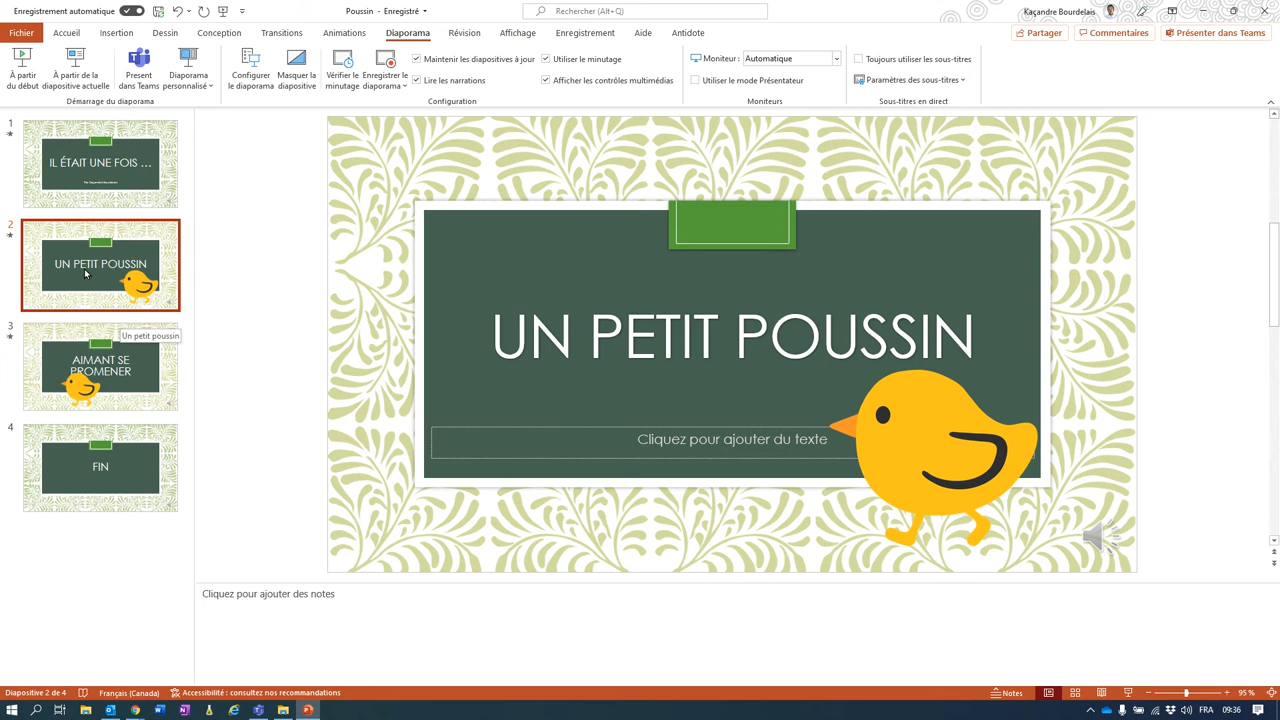 Enregistrement automatique
Poussin - Enregistré
Rechercher (Alt+Q)
Kaçandre Bourdelais
Fichier Accueil Insertion Dessin Conception Transitions Animations Diaporama Révision Affichage Enregistrement Aide Antidote
Partager Commentaires Présenter dans Teams
À partir du début
À partir de la diapositive actuelle
Present dans Teams
Diaporama personnalisé
Démarrage du diaporama
Configurer le diaporama
Masquer la diapositive
Vérifier le minutage
Enregistrer le diaporama
Maintenir les diapositives à jour
Lire les narrations
Utiliser le minutage
Afficher les contrôles multimédias
Configuration
Moniteur : Automatique
Utiliser le mode Présentateur
Moniteurs
Toujours utiliser les sous-titres
Paramètres des sous-titres
Sous-titres en direct
1
IL ÉTAIT UNE FOIS ...
2
UN PETIT POUSSIN
Un petit poussin
3
AIMANT SE
PROMENER
4
FIN
UN PETIT POUSSIN
Cliquez pour ajouter du texte
Cliquez pour ajouter des notes
Diapositive 2 de 4 Français (Canada) Accessibilité : consultez nos recommandations
Notes 95 %
FRA 09:36